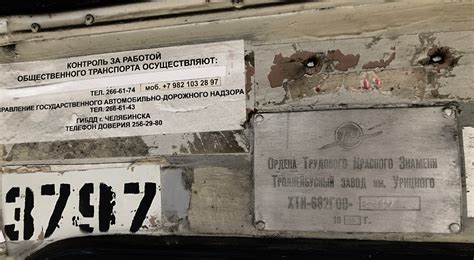 КОНТРОЛЬ ЗА РАБОТОЙ
ОБЩЕСТВЕННОГО ТРАНСПОРТА ОСУЩЕСТВЛЯЮТ:
ТЕЛ. 266-61-74 моб. +7 982 103 28 97
ГОСУДАРСТВЕННОГО АВТОМОБИЛЬНО-ДОРОЖНОГО НАДЗОРА
ТЕЛ. 266-61-43
ГИБДД г. ЧЕЛЯБИНСКА
ТЕЛЕФОН ДОВЕРИЯ 256-29-80
3797
ОРДЕНА ТРУДОВОГО КРАСНОГО ЗНАМЕНИ
ТРОЛЛЕЙБУСНЫЙ ЗАВОД ИМ. УРИЦКОГО
ХТИ-682Г00-
Г.